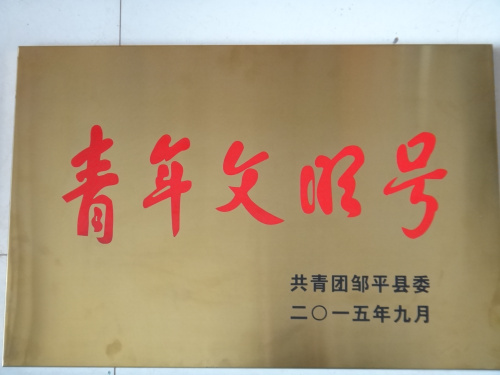 青年文明号
共青团邹平县委
二〇一五年九月